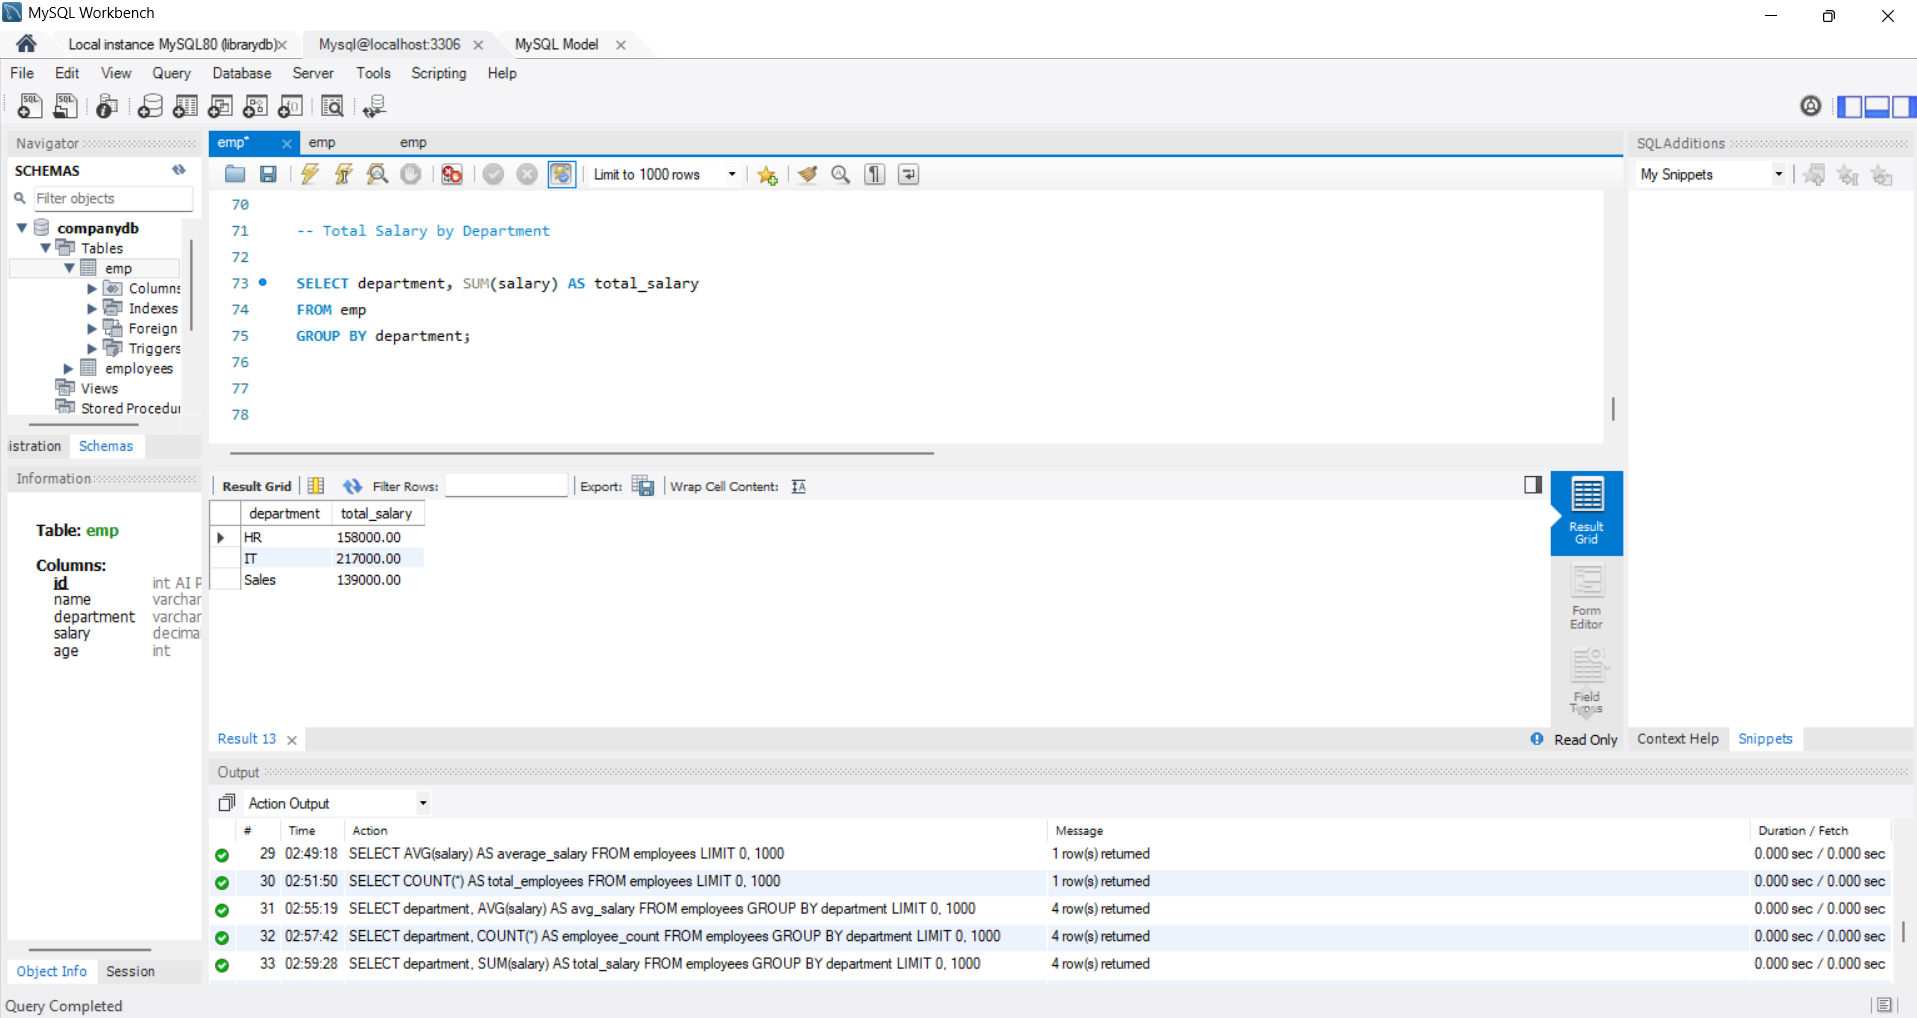 MySQL Workbench
Local instance MySQL80 (librarydb)
Mysql@localhost:3306
MySQL Model
File Edit View Query Database Server Tools Scripting Help
Navigator
SCHEMAS
Filter objects
companydb
Tables
emp
Columns
Indexes
Foreign
Triggers
employees
Views
Stored Procedu
istration Schemas
Information
Table: emp
Columns:
id int AI P
name varchar
department varchar
salary decima
age int
Object Info Session
emp* emp emp
Limit to 1000 rows
70
71 -- Total Salary by Department
72
73 SELECT department, SUM(salary) AS total_salary
74 FROM emp
75 GROUP BY department;
76
77
78
Result Grid Filter Rows: Export: Wrap Cell Content:
department total_salary
HR 158000.00
IT 217000.00
Sales 139000.00
Result Grid
Form Editor
Field Types
Result 13
Read Only
SQLAdditions
My Snippets
Context Help Snippets
Output
Action Output
# Time Action Message Duration / Fetch
29 02:49:18 SELECT AVG(salary) AS average_salary FROM employees LIMIT 0, 1000 1 row(s) returned 0.000 sec / 0.000 sec
30 02:51:50 SELECT COUNT(*) AS total_employees FROM employees LIMIT 0, 1000 1 row(s) returned 0.000 sec / 0.000 sec
31 02:55:19 SELECT department, AVG(salary) AS avg_salary FROM employees GROUP BY department LIMIT 0, 1000 4 row(s) returned 0.000 sec / 0.000 sec
32 02:57:42 SELECT department, COUNT(*) AS employee_count FROM employees GROUP BY department LIMIT 0, 1000 4 row(s) returned 0.000 sec / 0.000 sec
33 02:59:28 SELECT department, SUM(salary) AS total_salary FROM employees GROUP BY department LIMIT 0, 1000 4 row(s) returned 0.000 sec / 0.000 sec
Query Completed